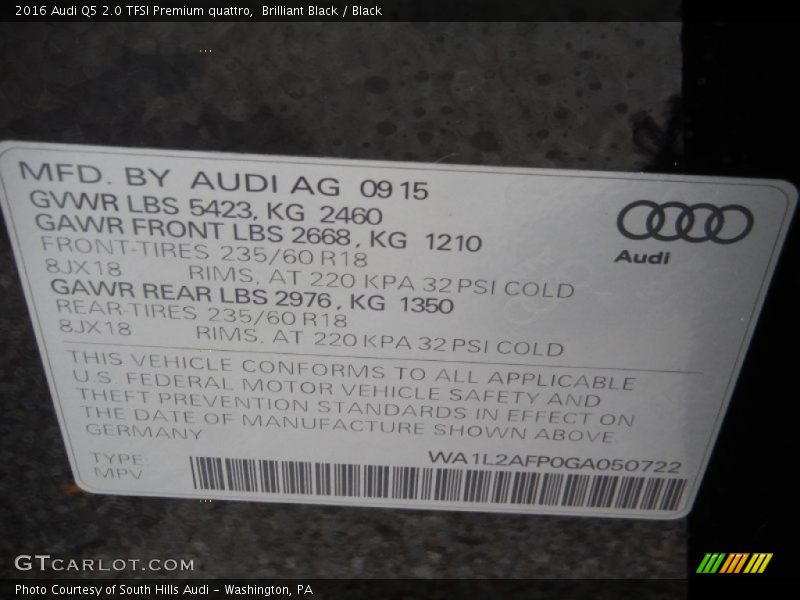 2016 Audi Q5 2.0 TFSI Premium quattro,  Brilliant Black / Black
MFD. BY AUDI AG 09 15
GVWR LBS 5423, KG 2460
GAWR FRONT LBS 2668, KG 1210
FRONT-TIRES 235/60 R18
8JX18 RIMS, AT 220 KPA 32 PSI COLD
GAWR REAR LBS 2976, KG 1350
REAR-TIRES 235/60 R18
8JX18 RIMS, AT 220 KPA 32 PSI COLD
Audi
THIS VEHICLE CONFORMS TO ALL APPLICABLE
U.S. FEDERAL MOTOR VEHICLE SAFETY AND
THEFT PREVENTION STANDARDS IN EFFECT ON
THE DATE OF MANUFACTURE SHOWN ABOVE
GERMANY
WA1L2AFP0GA050722
TYPE
MPV
GTCARLOT.COM
Photo Courtesy of South Hills Audi - Washington, PA